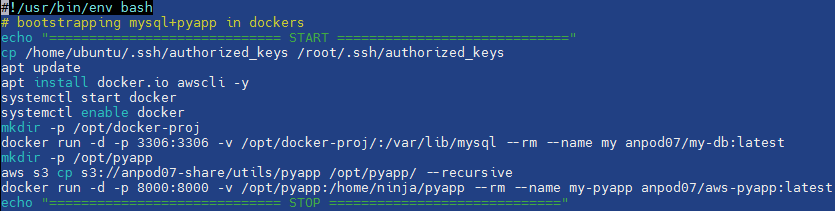 #!/usr/bin/env bash
# bootstrapping mysql+pyapp in dockers
echo "============================= START ============================="
cp /home/ubuntu/.ssh/authorized_keys /root/.ssh/authorized_keys
apt update
apt install docker.io awscli -y
systemctl start docker
systemctl enable docker
mkdir -p /opt/docker-proj
docker run -d -p 3306:3306 -v /opt/docker-proj/:/var/lib/mysql --rm --name my anpod07/my-db:latest
mkdir -p /opt/pyapp
aws s3 cp s3://anpod07-share/utils/pyapp /opt/pyapp/ --recursive
docker run -d -p 8000:8000 -v /opt/pyapp:/home/ninja/pyapp --rm --name my-pyapp anpod07/aws-pyapp:latest
echo "============================= STOP ============================="